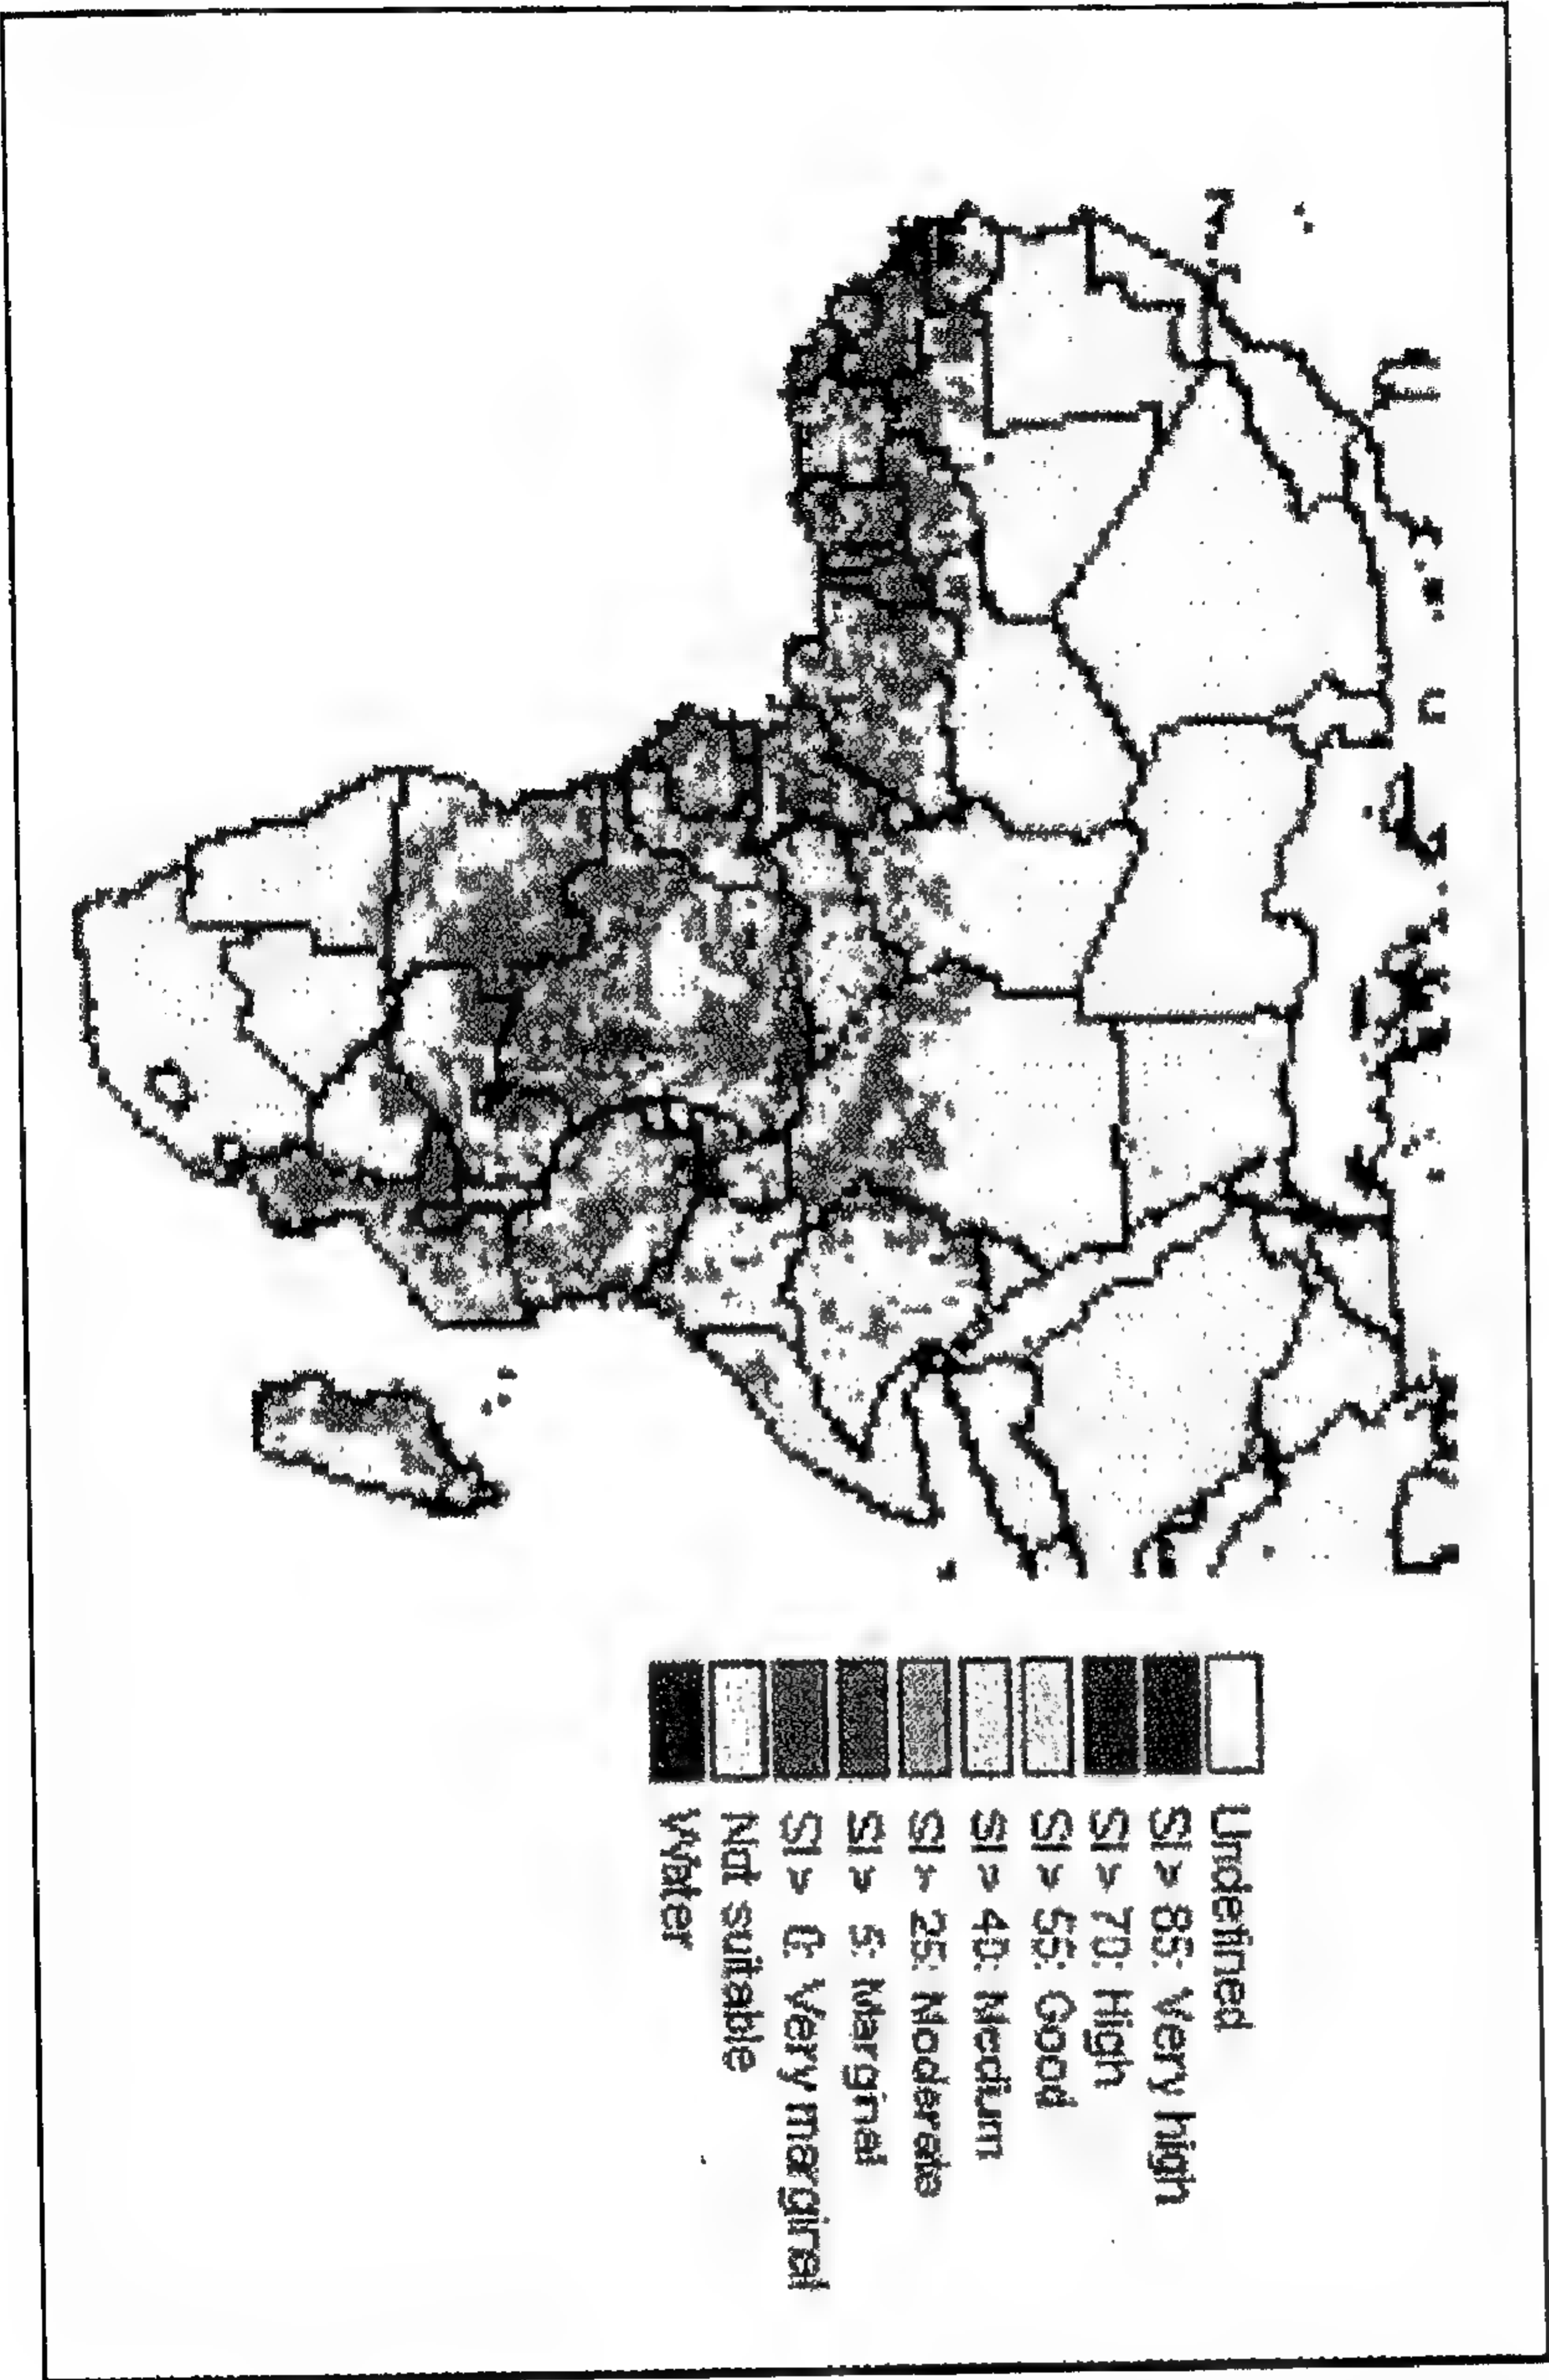 Undefined
SI > 85: Very high
SI > 70: High
SI > 55: Good
SI > 40: Medium
SI > 25: Moderate
SI > 5: Marginal
SI > 0: Very marginal
Not suitable
Water